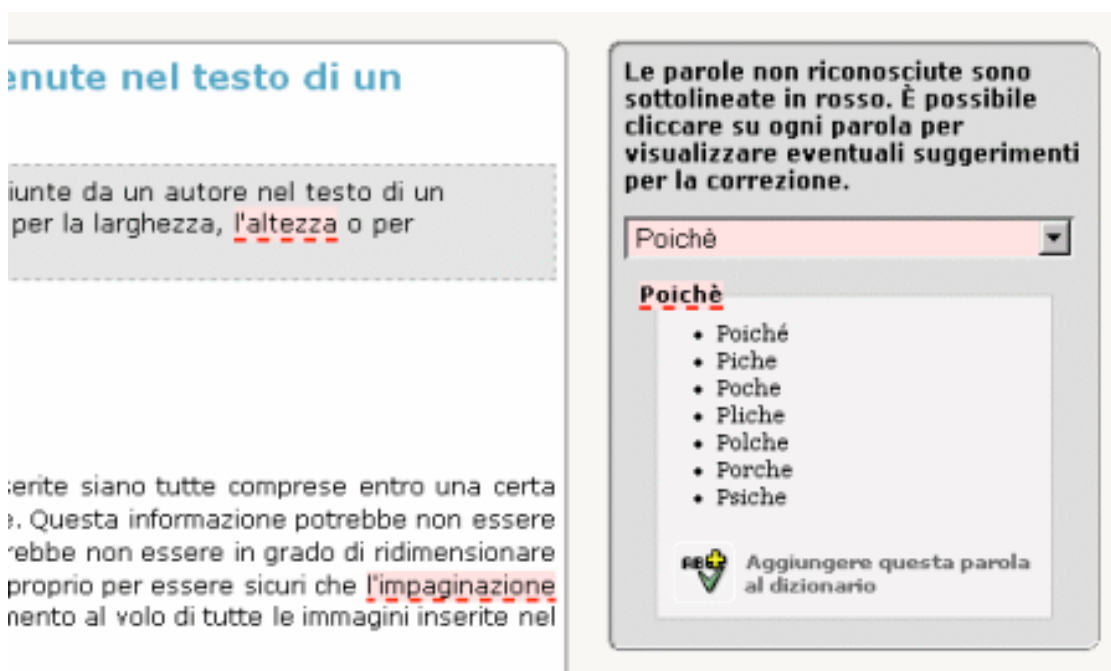 enute nel testo di un
iunte da un autore nel testo di un
per la larghezza, l'altezza o per
serite siano tutte comprese entro una certa
e. Questa informazione potrebbe non essere
rebbe non essere in grado di ridimensionare
proprio per essere sicuri che l'impaginazione
mento al volo di tutte le immagini inserite nel
Le parole non riconosciute sono
sottolineate in rosso. È possibile
cliccare su ogni parola per
visualizzare eventuali suggerimenti
per la correzione.
Poichè
Poichè
• Poiché
• Piche
• Poche
• Pliche
• Polche
• Porche
• Psiche
Aggiungere questa parola
al dizionario